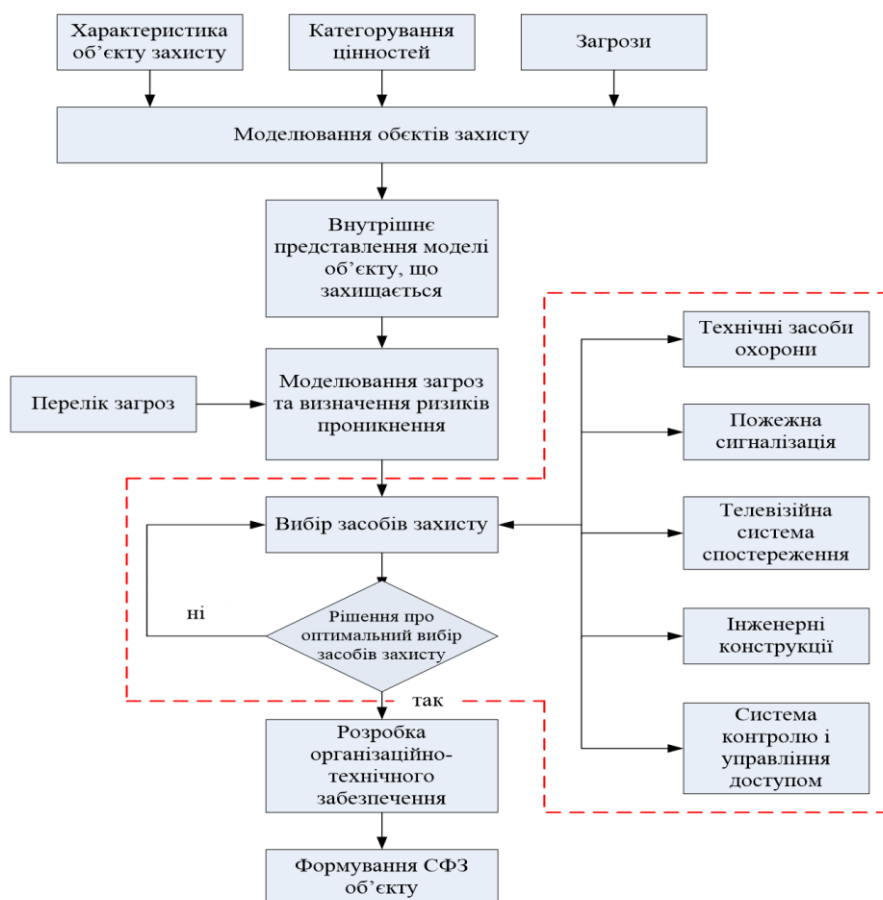 Характеристика
об’єкту захисту
Категорування
цінностей
Загрози
Моделювання обєктів захисту
Внутрішнє
представлення моделі
об’єкту, що
захищається
Перелік загроз
Моделювання загроз
та визначення ризиків
проникнення
Вибір засобів захисту
ні
Рішення про
оптимальний вибір
засобів захисту
так
Розробка
організаційно-
технічного
забезпечення
Формування СФЗ
об’єкту
Технічні засоби
охорони
Пожежна
сигналізація
Телевізійна
система
спостереження
Інженерні
конструкції
Система
контролю і
управління
доступом